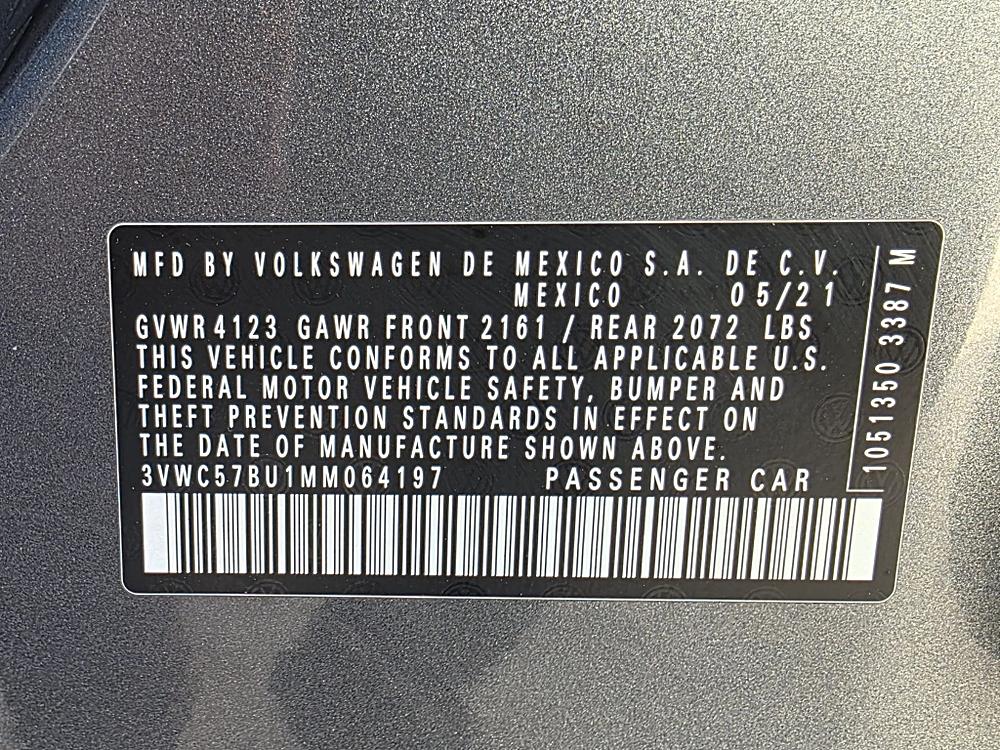 MFD BY VOLKSWAGEN DE MEXICO S.A. DE C.V.
MEXICO 05/21
GVWR 4123 GAWR FRONT 2161 / REAR 2072 LBS
THIS VEHICLE CONFORMS TO ALL APPLICABLE U.S.
FEDERAL MOTOR VEHICLE SAFETY, BUMPER AND
THEFT PREVENTION STANDARDS IN EFFECT ON
THE DATE OF MANUFACTURE SHOWN ABOVE.
3VWC57BU1MM064197 PASSENGER CAR
1051350 3387 M